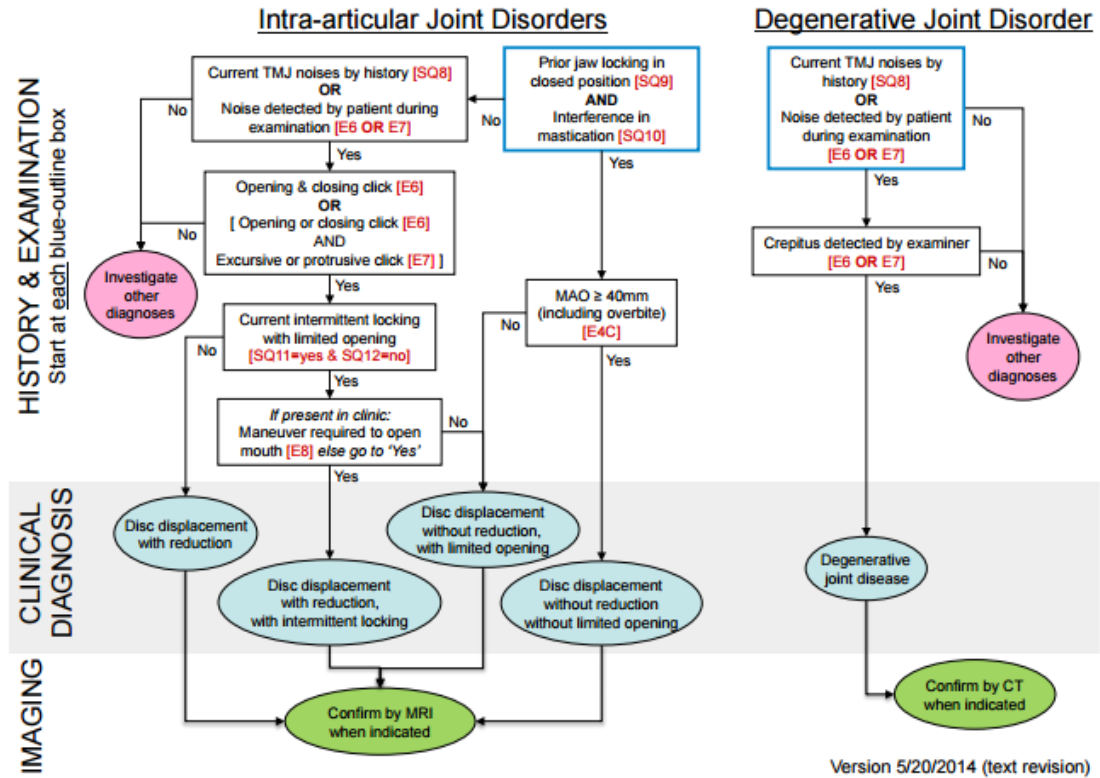 Intra-articular Joint Disorders
Degenerative Joint Disorder
HISTORY & EXAMINATION
Start at each blue-outline box
Current TMJ noises by history [SQ8]
OR
Noise detected by patient during
examination [E6 OR E7]
No
Yes
Prior jaw locking in
closed position [SQ9]
AND
Interference in
mastication [SQ10]
No
Yes
Opening & closing click [E6]
OR
[ Opening or closing click [E6]
AND
Excursive or protrusive click [E7] ]
No
Yes
Investigate
other
diagnoses
Current intermittent locking
with limited opening
[SQ11=yes & SQ12=no]
No
Yes
MAO ≥ 40mm
(including overbite)
[E4C]
No
Yes
If present in clinic:
Maneuver required to open
mouth [E8] else go to 'Yes'
No
Yes
Current TMJ noises by
history [SQ8]
OR
Noise detected by patient
during examination
[E6 OR E7]
No
Yes
Crepitus detected by examiner
[E6 OR E7]
No
Yes
Investigate
other
diagnoses
CLINICAL
DIAGNOSIS
Disc displacement
with reduction
Disc displacement
with reduction,
with intermittent locking
Disc displacement
without reduction,
with limited opening
Disc displacement
without reduction
without limited opening
Degenerative
joint disease
IMAGING
Confirm by MRI
when indicated
Confirm by CT
when indicated
Version 5/20/2014 (text revision)